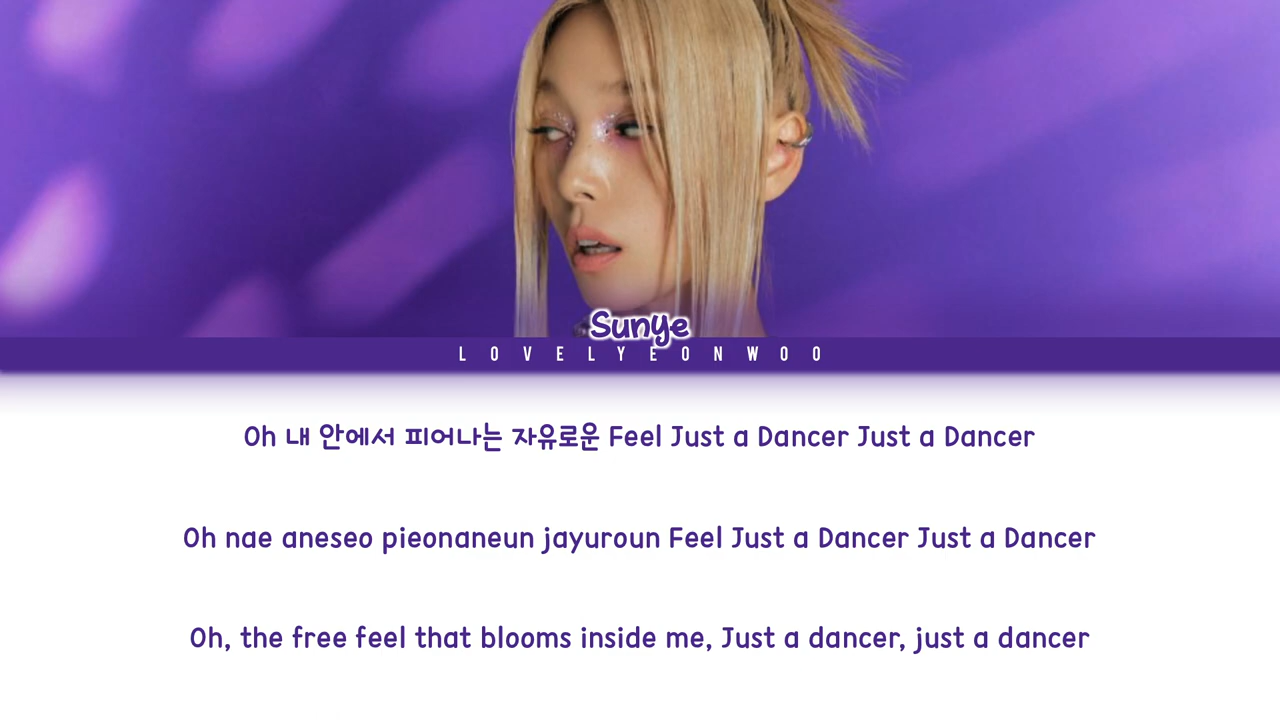 Sunye
LOVELYEONWOO
Oh 내 안에서 피어나는 자유로운 Feel Just a Dancer Just a Dancer
Oh nae aneseo pieonaneun jayuroun Feel Just a Dancer Just a Dancer
Oh, the free feel that blooms inside me, Just a dancer, just a dancer